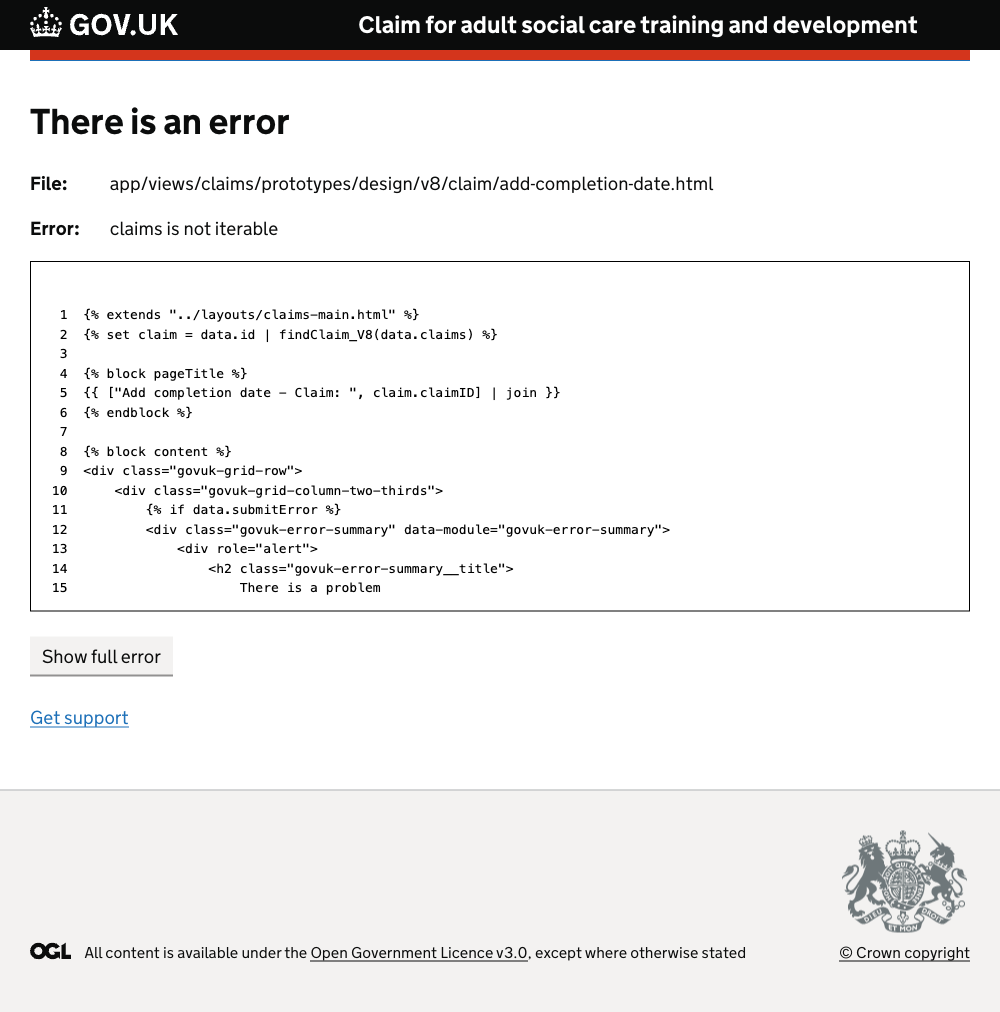 GOV.UK
Claim for adult social care training and development
There is an error
File: app/views/claims/prototypes/design/v8/claim/add-completion-date.html
Error: claims is not iterable
1 {% extends "../layouts/claims-main.html" %}
2 {% set claim = data.id | findClaim_V8(data.claims) %}
3
4 {% block pageTitle %}
5 {{ ["Add completion date – Claim: ", claim.claimID] | join }}
6 {% endblock %}
7
8 {% block content %}
9 <div class="govuk-grid-row">
10     <div class="govuk-grid-column-two-thirds">
11         {% if data.submitError %}
12         <div class="govuk-error-summary" data-module="govuk-error-summary">
13             <div role="alert">
14                 <h2 class="govuk-error-summary__title">
15                     There is a problem
Show full error
Get support
OGL All content is available under the Open Government Licence v3.0, except where otherwise stated
© Crown copyright